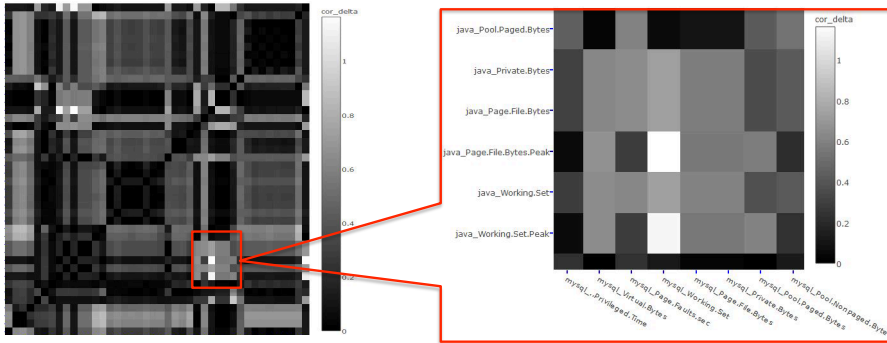 cor_delta
1
0.8
0.6
0.4
0.2
0
cor_delta
1
0.8
0.6
0.4
0.2
0
java_Pool.Paged.Bytes
java_Private.Bytes
java_Page.File.Bytes
java_Page.File.Bytes.Peak
java_Working.Set
java_Working.Set.Peak
mysql_..Privileged.Time
mysql_Virtual.Bytes
mysql_Page.Faults.sec
mysql_Working.Set
mysql_Page.File.Bytes
mysql_Private.Bytes
mysql_Pool.Paged.Bytes
mysql_Pool.Nonpaged.Byte